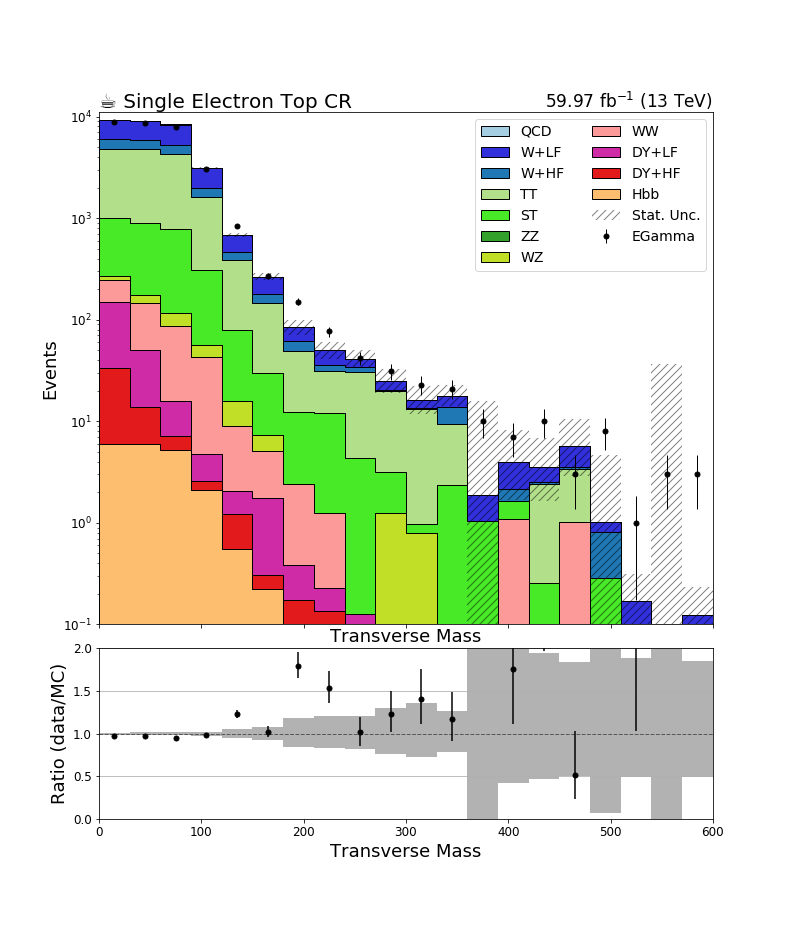 ☕ Single Electron Top CR
59.97 fb⁻¹ (13 TeV)
QCD
W+LF
W+HF
TT
ST
ZZ
WZ
WW
DY+LF
DY+HF
Hbb
Stat. Unc.
EGamma
Events
10⁴
10³
10²
10¹
10⁰
10⁻¹
Transverse Mass
Ratio (data/MC)
2.0
1.5
1.0
0.5
0.0
0 100 200 300 400 500 600
Transverse Mass